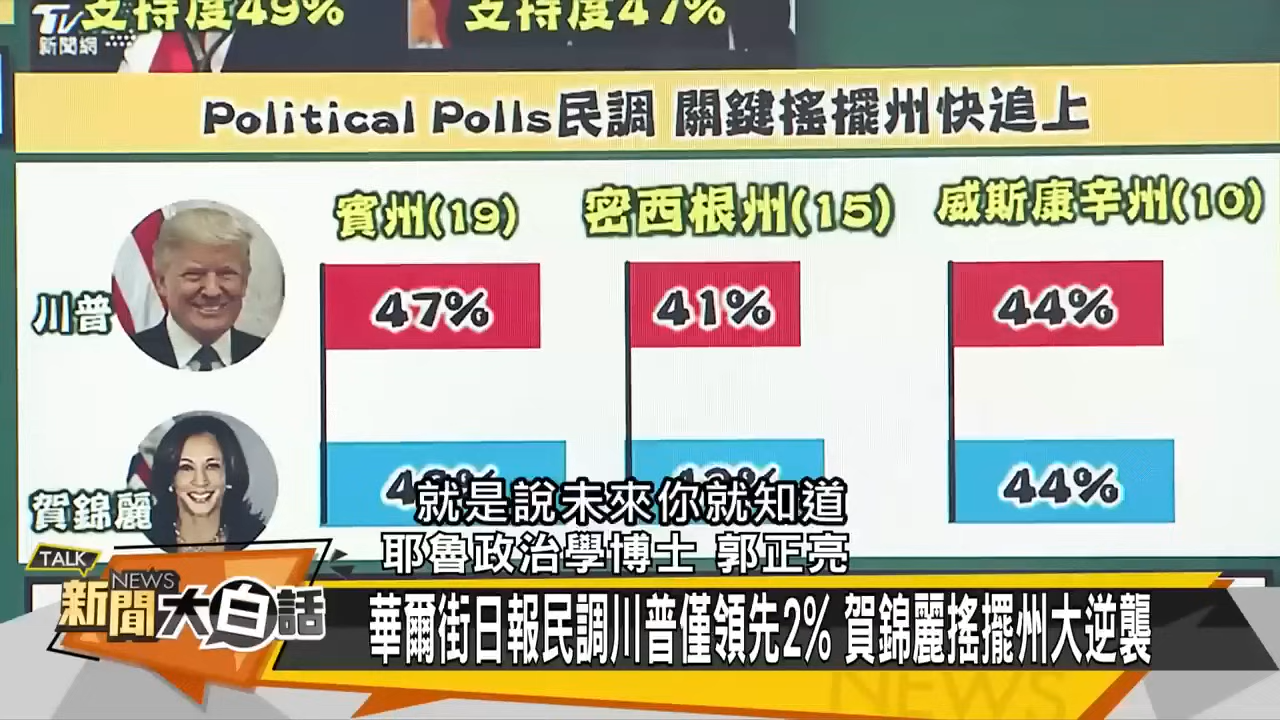 支持度49% 支持度47%
TV
新聞網
Political Polls民調 關鍵搖擺州快追上
賓州(19) 密西根州(15) 威斯康辛州(10)
川普 47% 41% 44%
賀錦麗 44%
就是說未來你就知道
耶魯政治學博士 郭正亮
TALK
NEWS
新聞大白話
華爾街日報民調川普僅領先2% 賀錦麗搖擺州大逆襲
NEWS